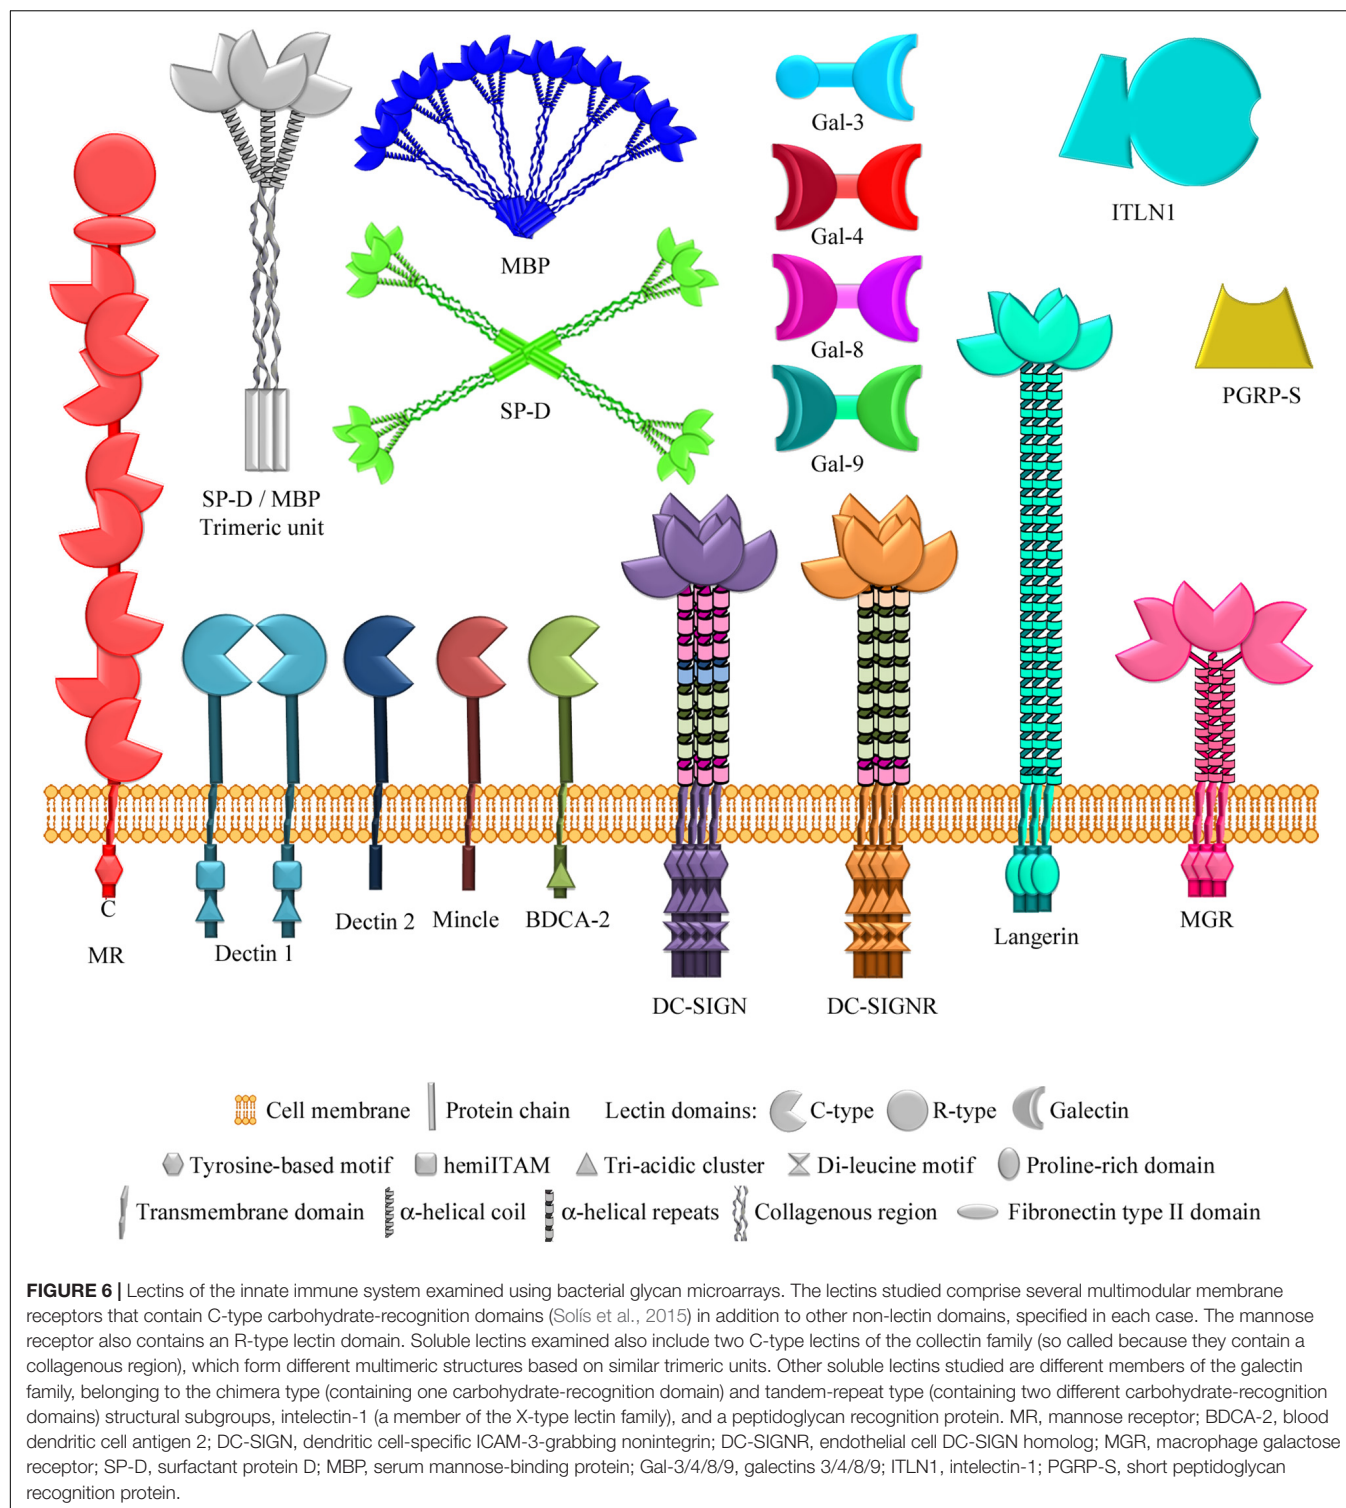 Gal-3
ITLN1
Gal-4
MBP
Gal-8
PGRP-S
SP-D
Gal-9
SP-D / MBP
Trimeric unit
C
MR
Dectin 1
Dectin 2
Mincle
BDCA-2
DC-SIGN
DC-SIGNR
Langerin
MGR
Cell membrane Protein chain Lectin domains: C-type R-type Galectin
Tyrosine-based motif hemiITAM Tri-acidic cluster Di-leucine motif Proline-rich domain
Transmembrane domain α-helical coil α-helical repeats Collagenous region Fibronectin type II domain
FIGURE 6 | Lectins of the innate immune system examined using bacterial glycan microarrays. The lectins studied comprise several multimodular membrane
receptors that contain C-type carbohydrate-recognition domains (Solís et al., 2015) in addition to other non-lectin domains, specified in each case. The mannose
receptor also contains an R-type lectin domain. Soluble lectins examined also include two C-type lectins of the collectin family (so called because they contain a
collagenous region), which form different multimeric structures based on similar trimeric units. Other soluble lectins studied are different members of the galectin
family, belonging to the chimera type (containing one carbohydrate-recognition domain) and tandem-repeat type (containing two different carbohydrate-recognition
domains) structural subgroups, intelectin-1 (a member of the X-type lectin family), and a peptidoglycan recognition protein. MR, mannose receptor; BDCA-2, blood
dendritic cell antigen 2; DC-SIGN, dendritic cell-specific ICAM-3-grabbing nonintegrin; DC-SIGNR, endothelial cell DC-SIGN homolog; MGR, macrophage galactose
receptor; SP-D, surfactant protein D; MBP, serum mannose-binding protein; Gal-3/4/8/9, galectins 3/4/8/9; ITLN1, intelectin-1; PGRP-S, short peptidoglycan
recognition protein.